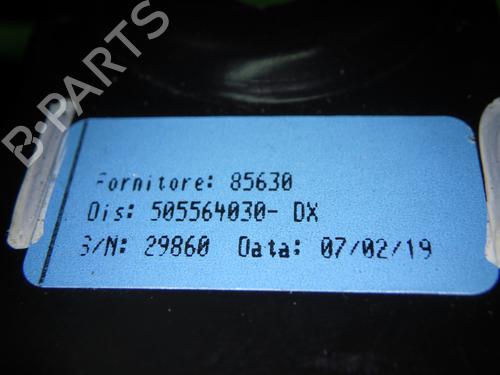 B-PARTS
Fornitore: 85630
Dis: 505564030- DX
S/N: 29860 Data: 07/02/19